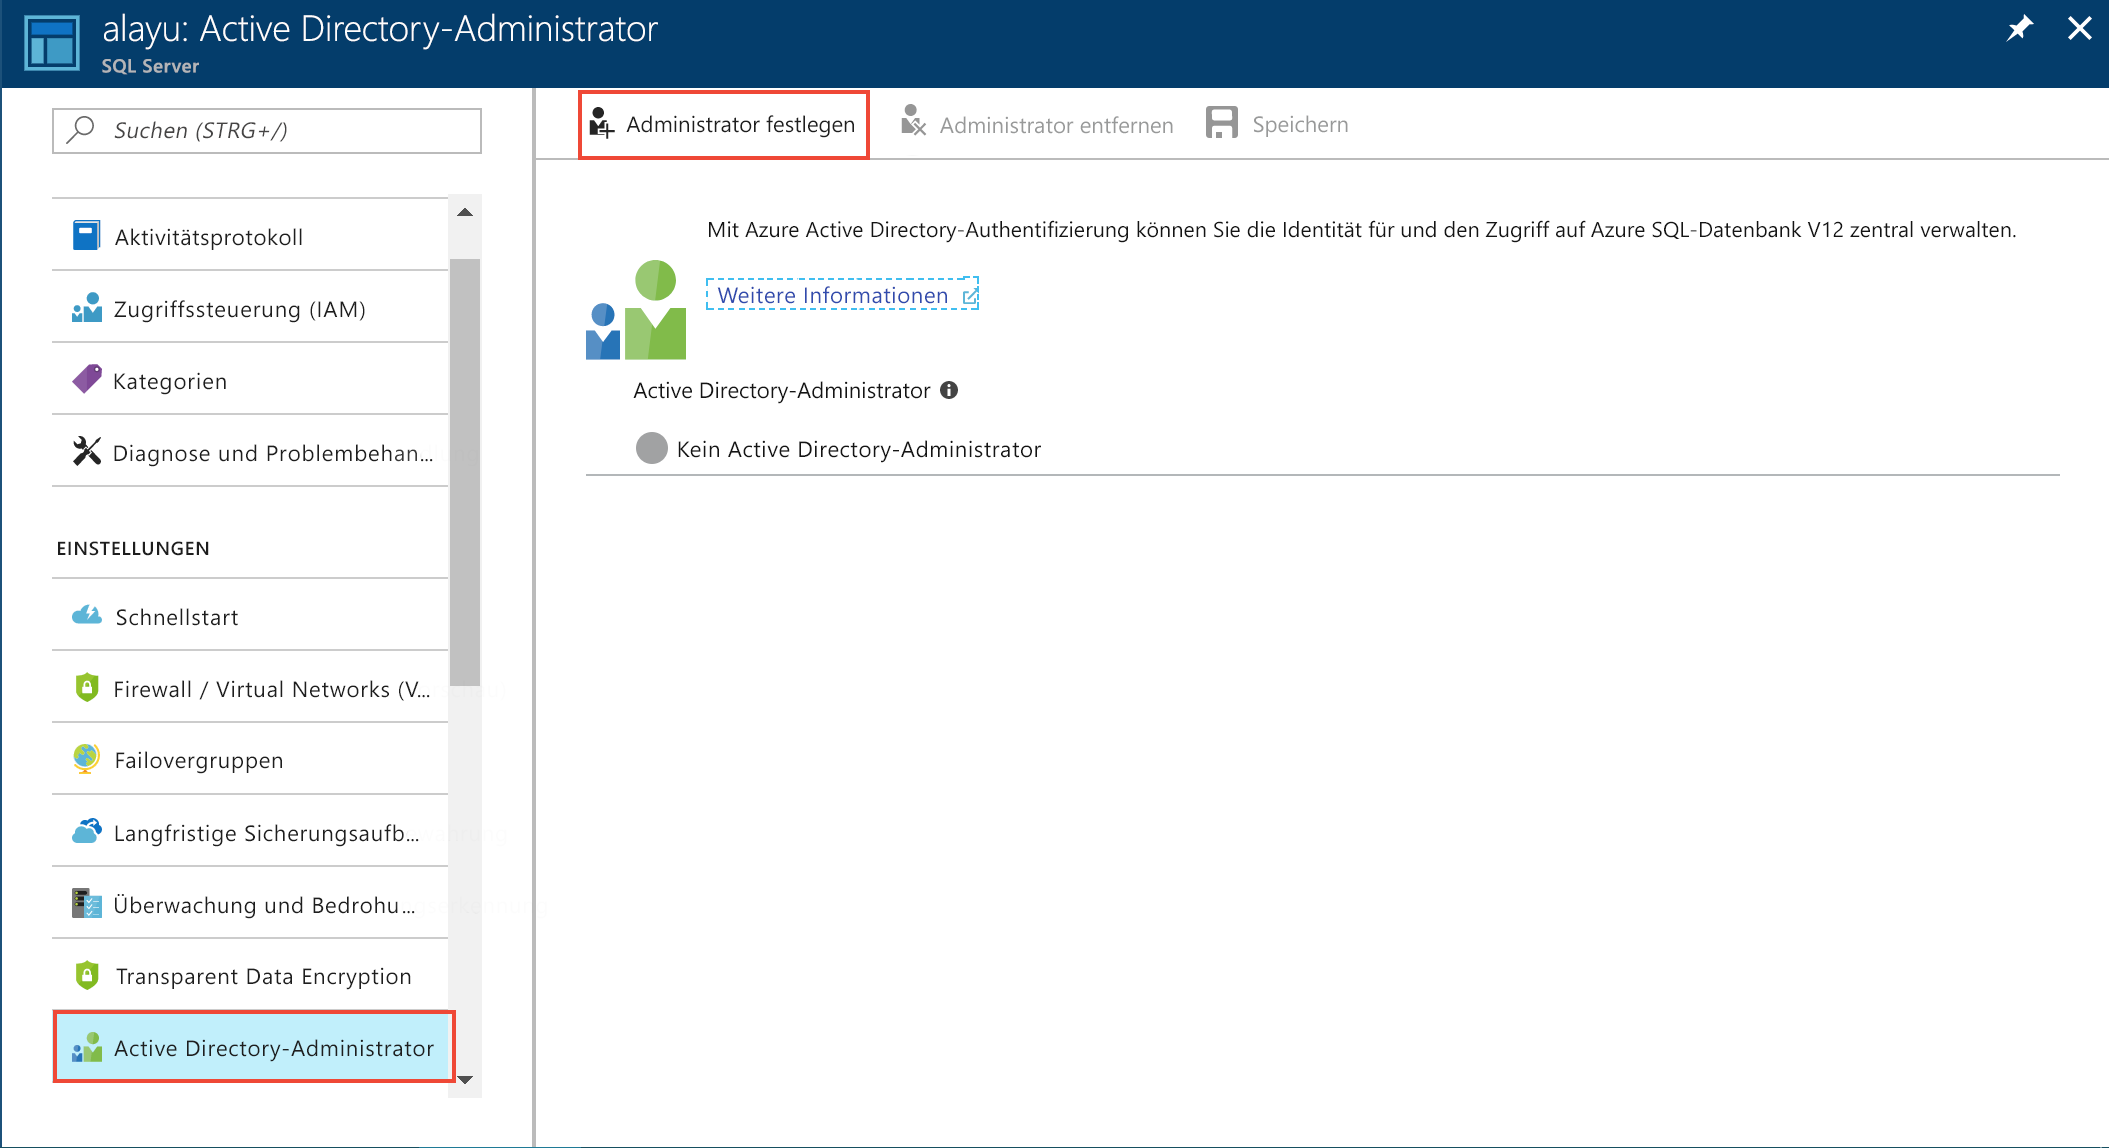 alayu: Active Directory-Administrator
SQL Server
Suchen (STRG+/)
Aktivitätsprotokoll
Zugriffssteuerung (IAM)
Kategorien
Diagnose und Problembehan...
EINSTELLUNGEN
Schnellstart
Firewall / Virtual Networks (V...
Failovergruppen
Langfristige Sicherungsaufb...
Überwachung und Bedrohu...
Transparent Data Encryption
Active Directory-Administrator
Administrator festlegen
Administrator entfernen
Speichern
Mit Azure Active Directory-Authentifizierung können Sie die Identität für und den Zugriff auf Azure SQL-Datenbank V12 zentral verwalten.
Weitere Informationen
Active Directory-Administrator
Kein Active Directory-Administrator